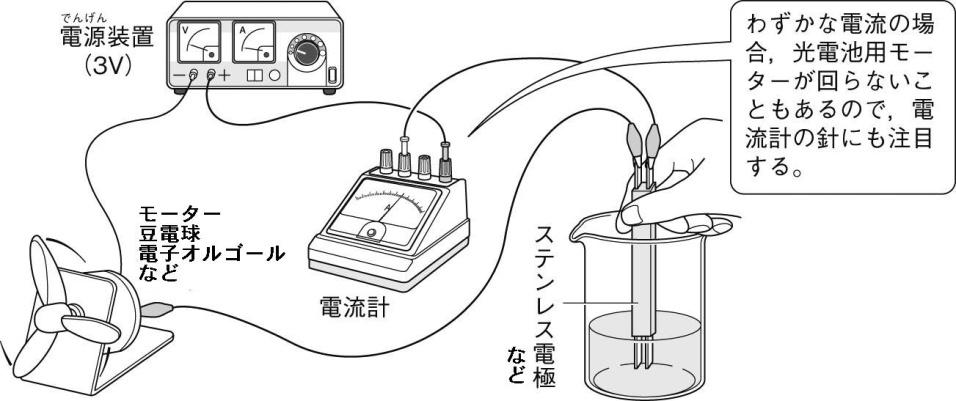 でんげん
電源装置
(3V)
V
A
− +
わずかな電流の場
合，光電池用モー
ターが回らないこ
ともあるので，電
流計の針にも注目
する。
モーター
豆電球
電子オルゴール
など
A
電流計
ステンレス電極
など